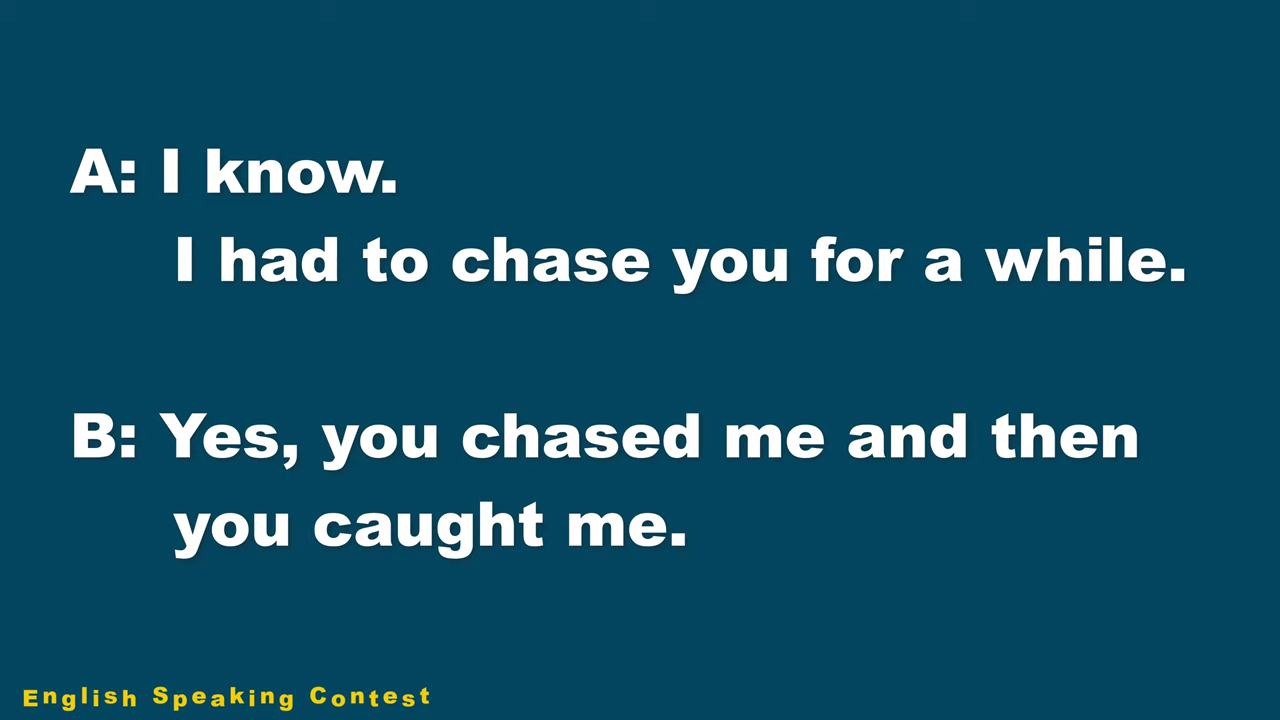 A: I know.
I had to chase you for a while.
B: Yes, you chased me and then
you caught me.
English Speaking Contest